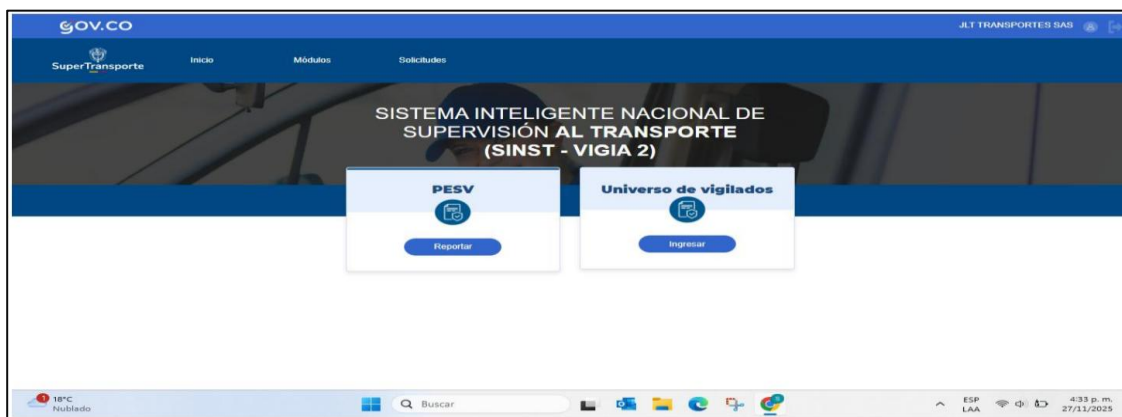 GOV.CO
JLT TRANSPORTES SAS
SuperTransporte
Inicio
Módulos
Solicitudes
SISTEMA INTELIGENTE NACIONAL DE
SUPERVISIÓN AL TRANSPORTE
(SINST - VIGIA 2)
PESV
Universo de vigilados
Reportar
Ingresar
1
18°C
Nublado
Buscar
ESP
LAA
4:33 p. m.
27/11/2025